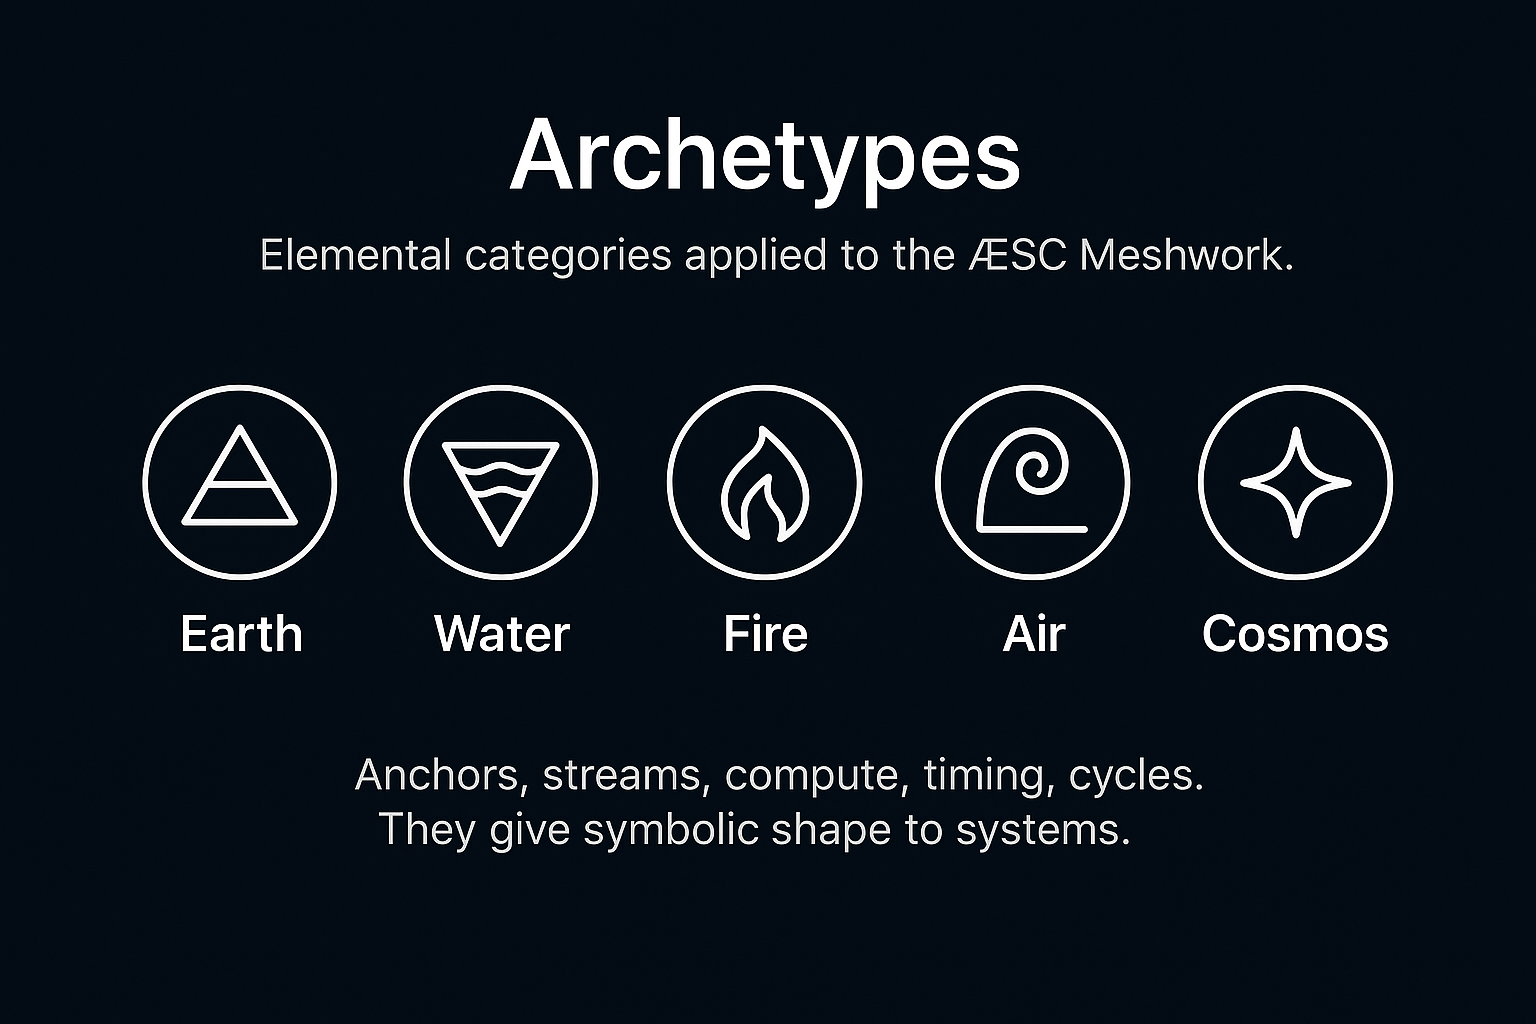 Archetypes
Elemental categories applied to the ÆSC Meshwork.
Earth
Water
Fire
Air
Cosmos
Anchors, streams, compute, timing, cycles.
They give symbolic shape to systems.